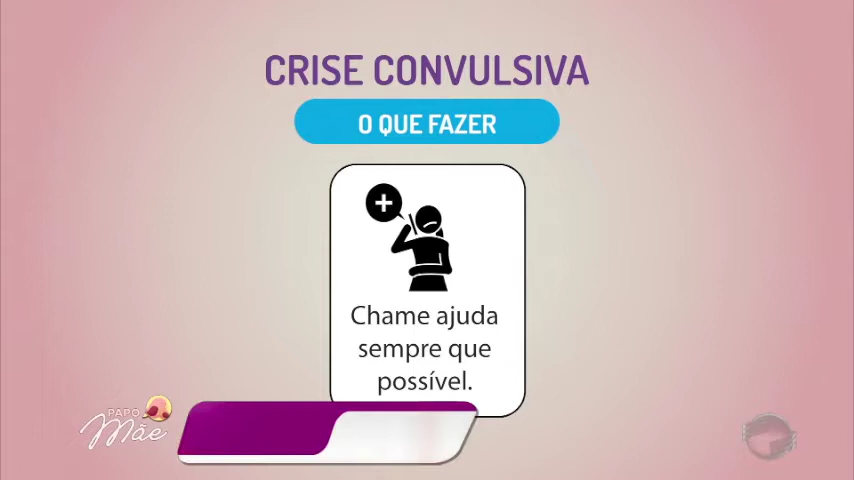 CRISE CONVULSIVA
O QUE FAZER
Chame ajuda
sempre que
possível.
PAPO
Mãe